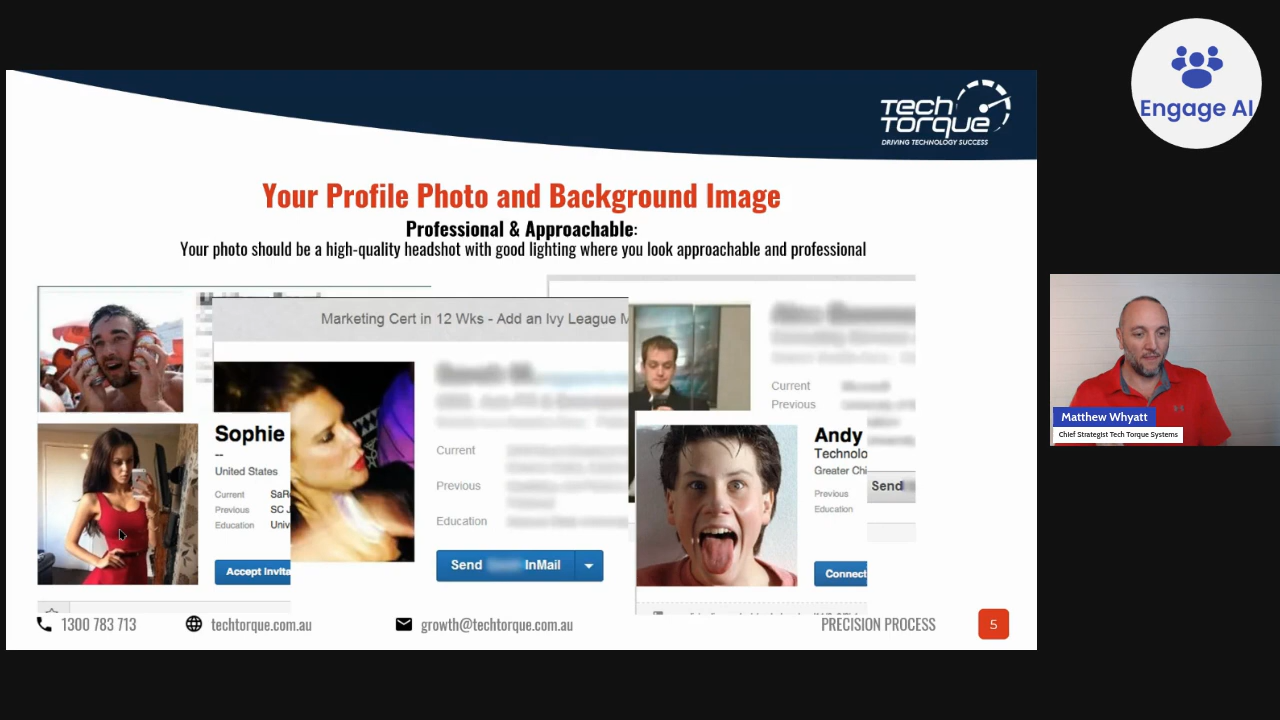 Engage AI
Tech
Torque
DRIVING TECHNOLOGY SUCCESS
Your Profile Photo and Background Image
Professional & Approachable:
Your photo should be a high-quality headshot with good lighting where you look approachable and professional
Marketing Cert in 12 Wks - Add an Ivy League M
Current
Previous
Education
Send InMail
Sophie
--
United States
Current SaR
Previous SC J
Education Univ
Accept Invita
Current
Previous
Send
Andy
Technolo
Greater Chi
Previous
Education
Connect
Matthew Whyatt
Chief Strategist Tech Torque Systems
1300 783 713
techtorque.com.au
growth@techtorque.com.au
PRECISION PROCESS
5